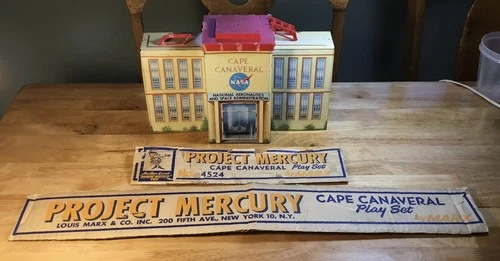 CAPE
CANAVERAL
NASA
NATIONAL AERONAUTICS
AND SPACE ADMINISTRATION
PROJECT MERCURY
CAPE CANAVERAL Play Set
4524
PROJECT MERCURY
CAPE CANAVERAL
Play Set
LOUIS MARX & CO. INC. 200 FIFTH AVE., NEW YORK 10, N.Y.